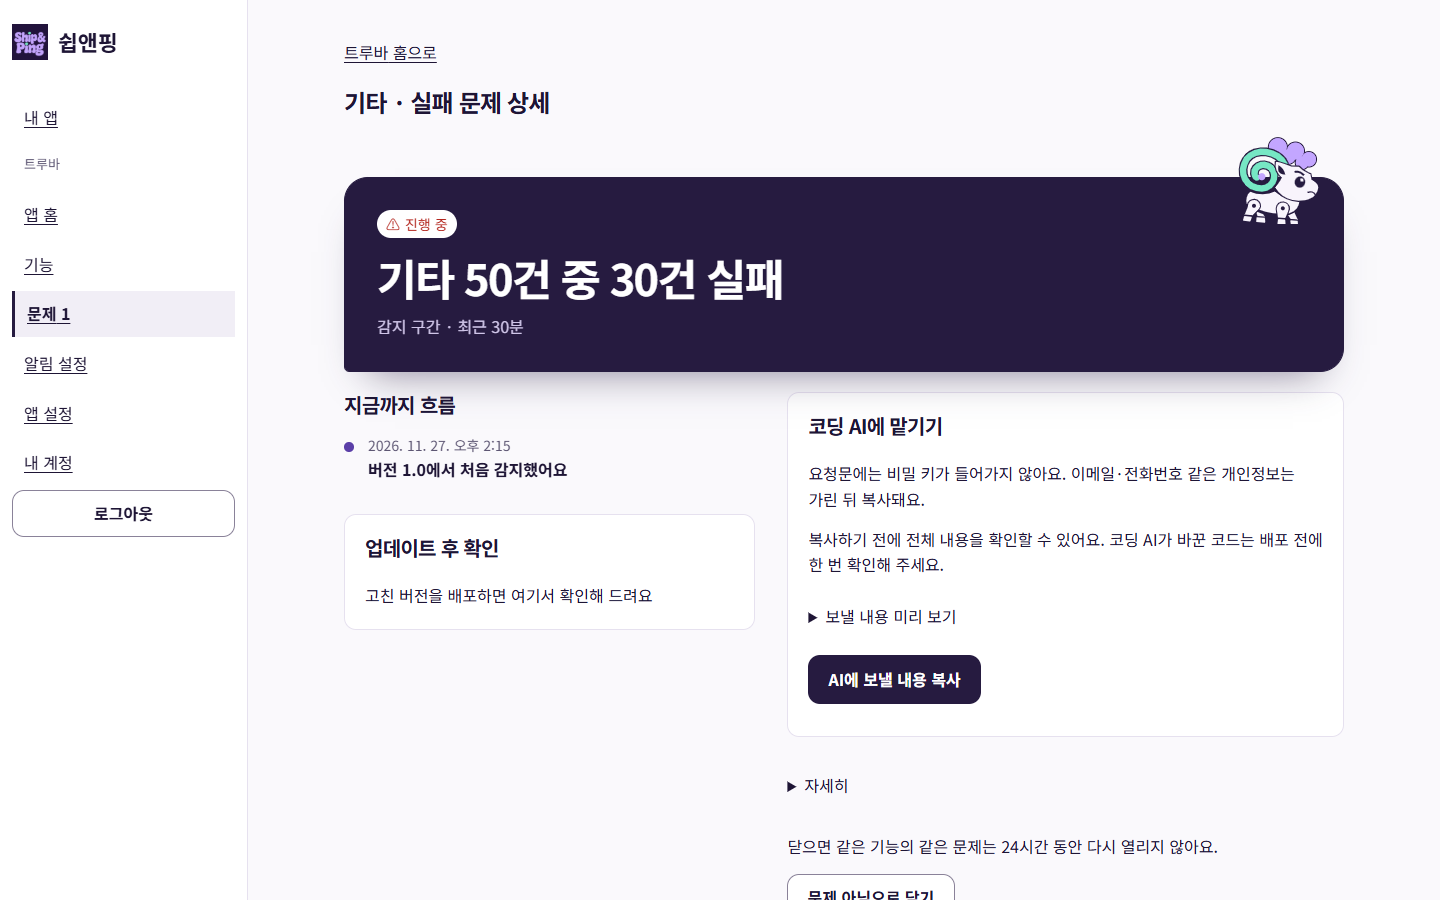 Ship&
Ping
쉽앤핑
내 앱
트루바
앱 홈
기능
문제 1
알림 설정
앱 설정
내 계정
로그아웃
트루바 홈으로
기타 · 실패 문제 상세
진행 중
기타 50건 중 30건 실패
감지 구간 · 최근 30분
지금까지 흐름
2026. 11. 27. 오후 2:15
버전 1.0에서 처음 감지했어요
업데이트 후 확인
고친 버전을 배포하면 여기서 확인해 드려요
코딩 AI에 맡기기
요청문에는 비밀 키가 들어가지 않아요. 이메일·전화번호 같은 개인정보는
가린 뒤 복사돼요.
복사하기 전에 전체 내용을 확인할 수 있어요. 코딩 AI가 바꾼 코드는 배포 전에
한 번 확인해 주세요.
보낼 내용 미리 보기
AI에 보낼 내용 복사
자세히
닫으면 같은 기능의 같은 문제는 24시간 동안 다시 열리지 않아요.
문제 아님으로 닫기